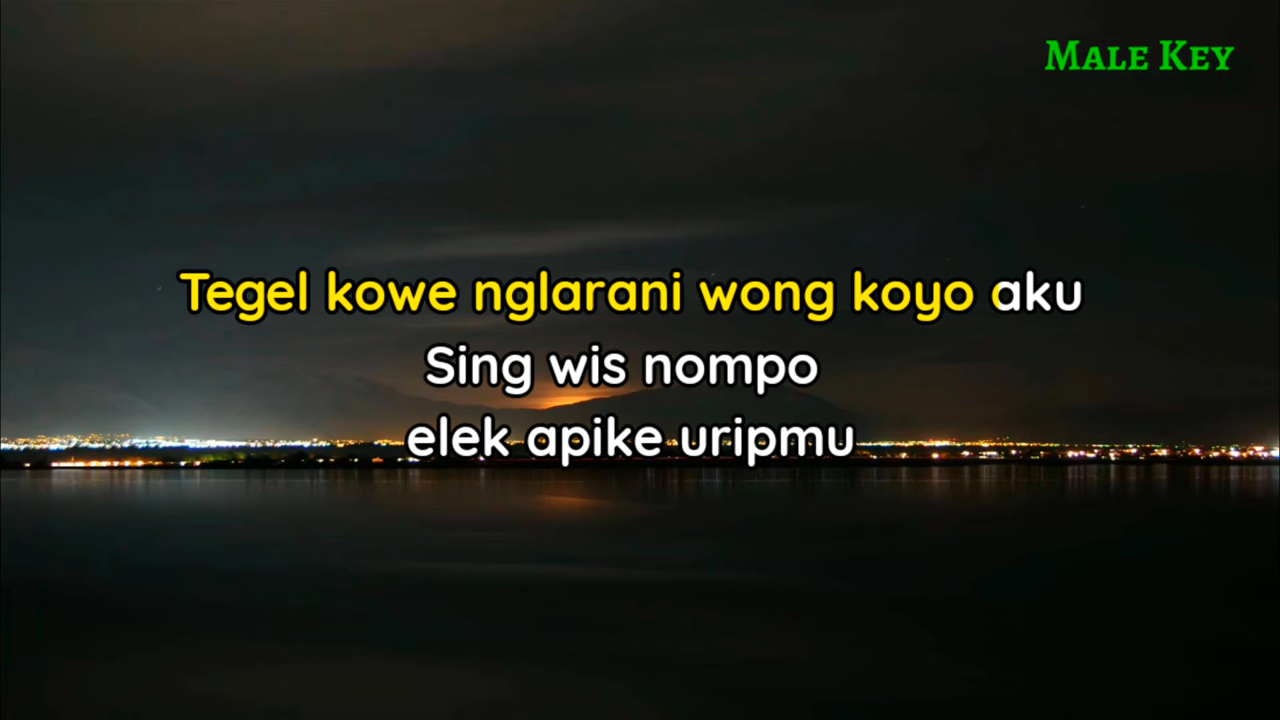 Male Key
Tegel kowe nglarani wong koyo aku
Sing wis nompo
elek apike uripmu